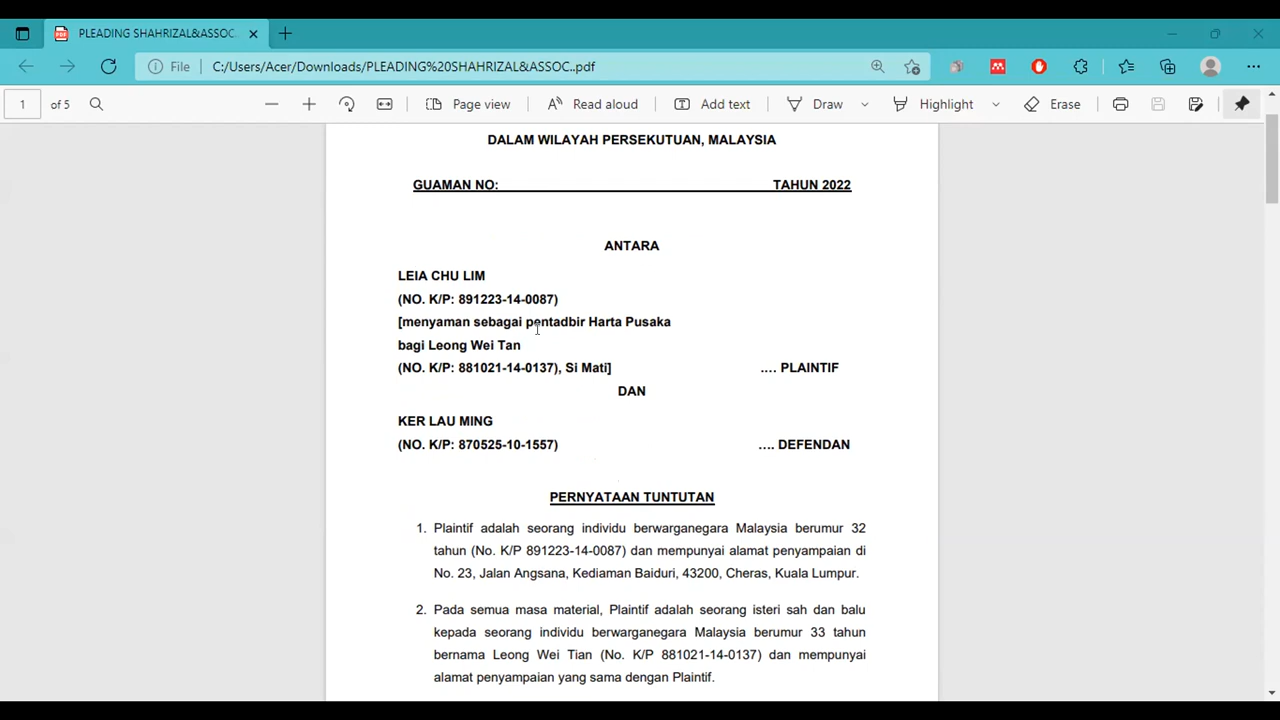 PLEADING SHAHRIZAL&ASSOC.
File C:/Users/Acer/Downloads/PLEADING%20SHAHRIZAL&ASSOC..pdf
1 of 5 Page view Read aloud Add text Draw Highlight Erase
DALAM WILAYAH PERSEKUTUAN, MALAYSIA
GUAMAN NO: TAHUN 2022
ANTARA
LEIA CHU LIM
(NO. K/P: 891223-14-0087)
[menyaman sebagai pentadbir Harta Pusaka
bagi Leong Wei Tan
(NO. K/P: 881021-14-0137), Si Mati] .... PLAINTIF
DAN
KER LAU MING
(NO. K/P: 870525-10-1557) .... DEFENDAN
PERNYATAAN TUNTUTAN
1. Plaintif adalah seorang individu berwarganegara Malaysia berumur 32
tahun (No. K/P 891223-14-0087) dan mempunyai alamat penyampaian di
No. 23, Jalan Angsana, Kediaman Baiduri, 43200, Cheras, Kuala Lumpur.
2. Pada semua masa material, Plaintif adalah seorang isteri sah dan balu
kepada seorang individu berwarganegara Malaysia berumur 33 tahun
bernama Leong Wei Tian (No. K/P 881021-14-0137) dan mempunyai
alamat penyampaian yang sama dengan Plaintif.